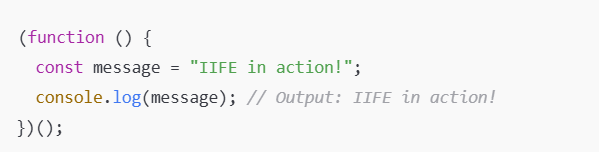 (function () {
  const message = "IIFE in action!";
  console.log(message); // Output: IIFE in action!
})();